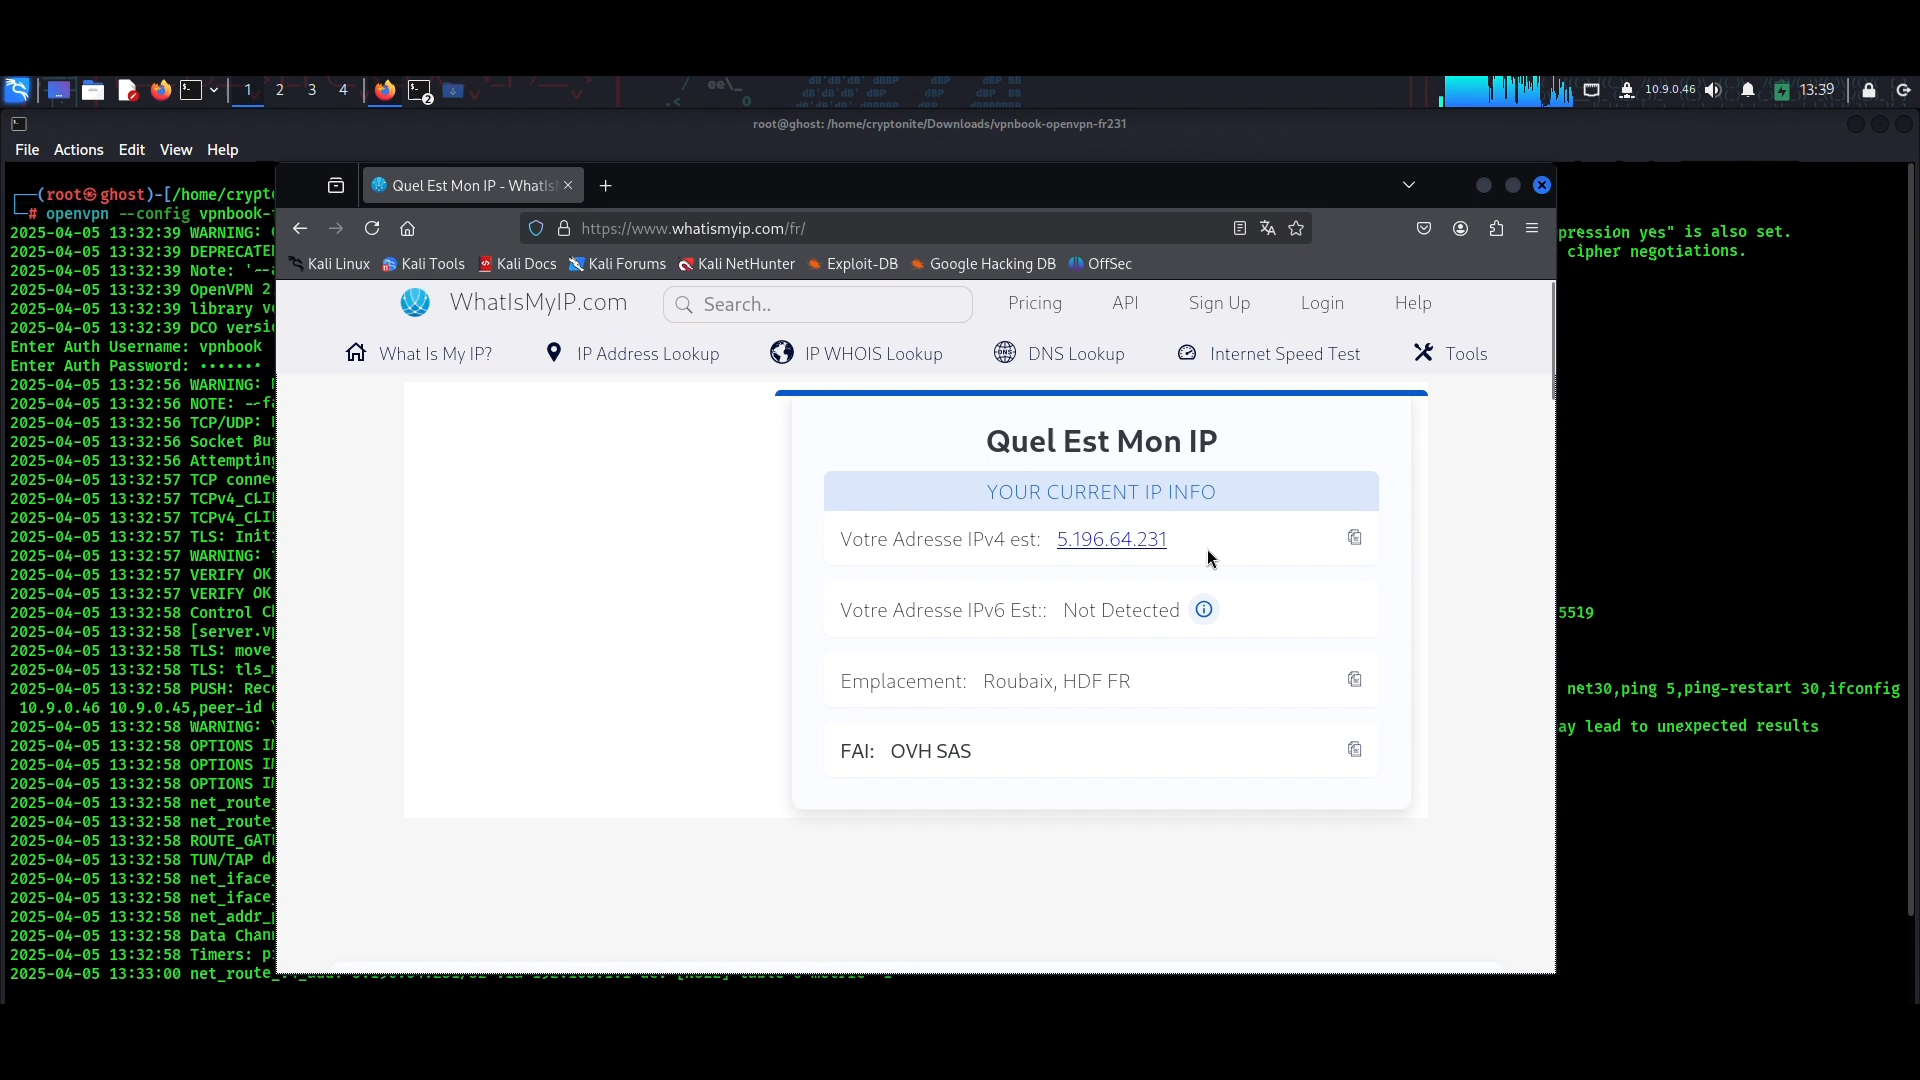 1 2 3 4 2 10.9.0.46 13:39
root@ghost: /home/cryptonite/Downloads/vpnbook-openvpn-fr231
File Actions Edit View Help
(root㉿ghost)-[/home/crypto
# openvpn --config vpnbook-
2025-04-05 13:32:39 WARNING:
pression yes" is also set.
2025-04-05 13:32:39 DEPRECATE
cipher negotiations.
2025-04-05 13:32:39 Note: '--
2025-04-05 13:32:39 OpenVPN 2
2025-04-05 13:32:39 library v
2025-04-05 13:32:39 DCO versi
Enter Auth Username: vpnbook
Enter Auth Password: •••••••
2025-04-05 13:32:56 WARNING:
2025-04-05 13:32:56 NOTE: --f
2025-04-05 13:32:56 TCP/UDP:
2025-04-05 13:32:56 Socket Bu
2025-04-05 13:32:56 Attempting
2025-04-05 13:32:57 TCP conne
2025-04-05 13:32:57 TCPv4_CLI
2025-04-05 13:32:57 TCPv4_CLI
2025-04-05 13:32:57 TLS: Init
2025-04-05 13:32:57 WARNING:
2025-04-05 13:32:57 VERIFY OK
2025-04-05 13:32:57 VERIFY OK
2025-04-05 13:32:58 Control C
5519
2025-04-05 13:32:58 [server.v
2025-04-05 13:32:58 TLS: move
2025-04-05 13:32:58 TLS: tls_
2025-04-05 13:32:58 PUSH: Rec
net30,ping 5,ping-restart 30,ifconfig
10.9.0.46 10.9.0.45,peer-id
2025-04-05 13:32:58 WARNING:
ay lead to unexpected results
2025-04-05 13:32:58 OPTIONS I
2025-04-05 13:32:58 OPTIONS I
2025-04-05 13:32:58 OPTIONS I
2025-04-05 13:32:58 net_route
2025-04-05 13:32:58 net_route
2025-04-05 13:32:58 ROUTE_GAT
2025-04-05 13:32:58 TUN/TAP d
2025-04-05 13:32:58 net_iface
2025-04-05 13:32:58 net_iface
2025-04-05 13:32:58 net_addr_
2025-04-05 13:32:58 Data Chan
2025-04-05 13:32:58 Timers: p
2025-04-05 13:33:00 net_route
Quel Est Mon IP - WhatIs
https://www.whatismyip.com/fr/
Kali Linux Kali Tools Kali Docs Kali Forums Kali NetHunter Exploit-DB Google Hacking DB OffSec
WhatIsMyIP.com Search.. Pricing API Sign Up Login Help
What Is My IP? IP Address Lookup IP WHOIS Lookup DNS DNS Lookup Internet Speed Test Tools
Quel Est Mon IP
YOUR CURRENT IP INFO
Votre Adresse IPv4 est: 5.196.64.231
Votre Adresse IPv6 Est:: Not Detected
Emplacement: Roubaix, HDF FR
FAI: OVH SAS